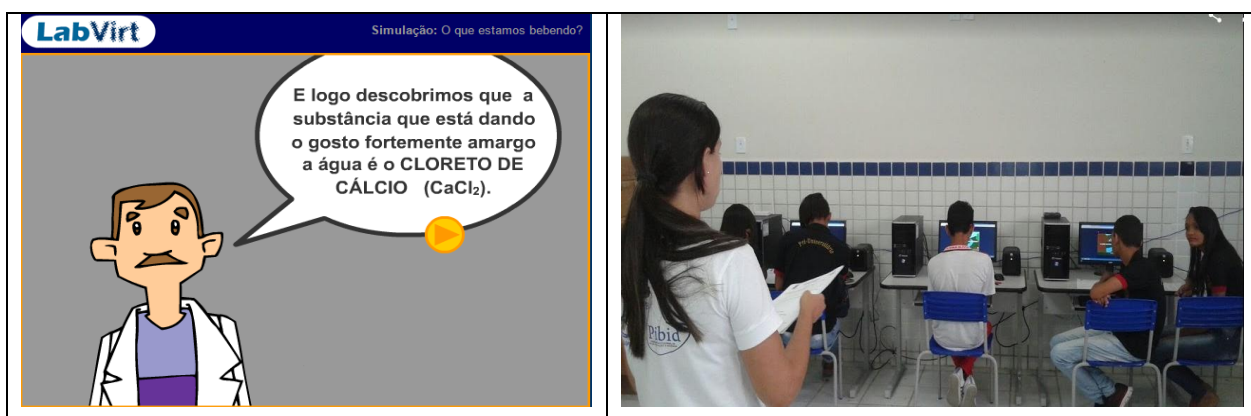 LabVirt
Simulação: O que estamos bebendo?
E logo descobrimos que a
substância que está dando
o gosto fortemente amargo
a água é o CLORETO DE
CÁLCIO (CaCl₂).
Pibid